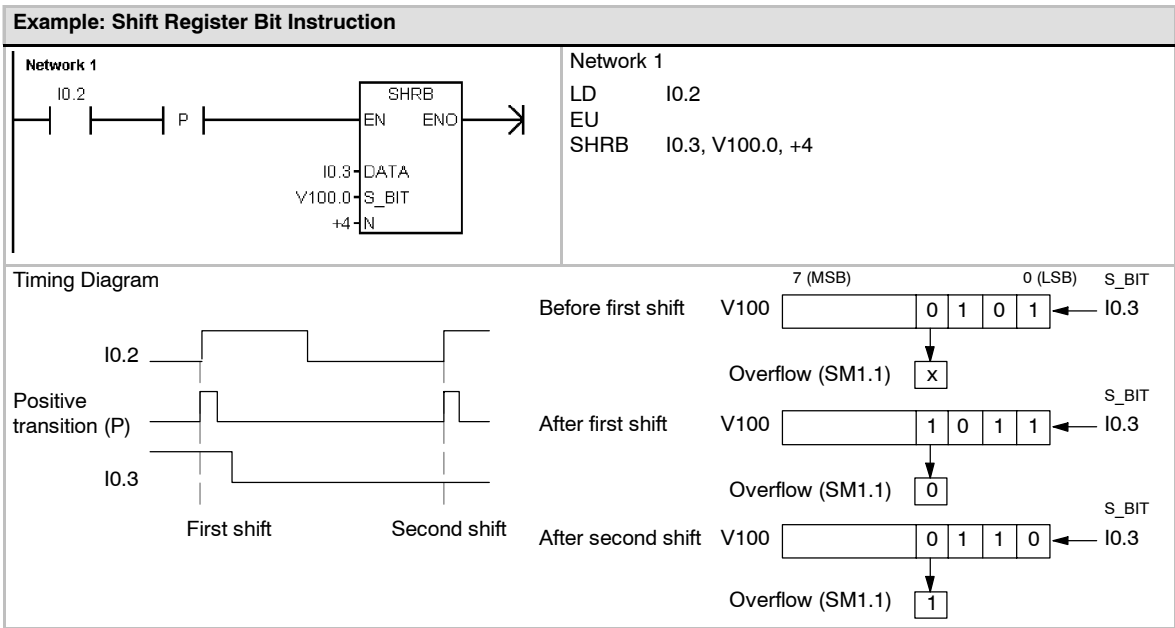 Example: Shift Register Bit Instruction
Network 1
I0.2
P
SHRB
EN ENO
I0.3 DATA
V100.0 S_BIT
+4 N
Network 1
LD I0.2
EU
SHRB I0.3, V100.0, +4
Timing Diagram
I0.2
Positive
transition (P)
I0.3
First shift Second shift
7 (MSB) 0 (LSB) S_BIT
Before first shift V100 0 1 0 1 I0.3
Overflow (SM1.1) x
S_BIT
After first shift V100 1 0 1 1 I0.3
Overflow (SM1.1) 0
S_BIT
After second shift V100 0 1 1 0 I0.3
Overflow (SM1.1) 1